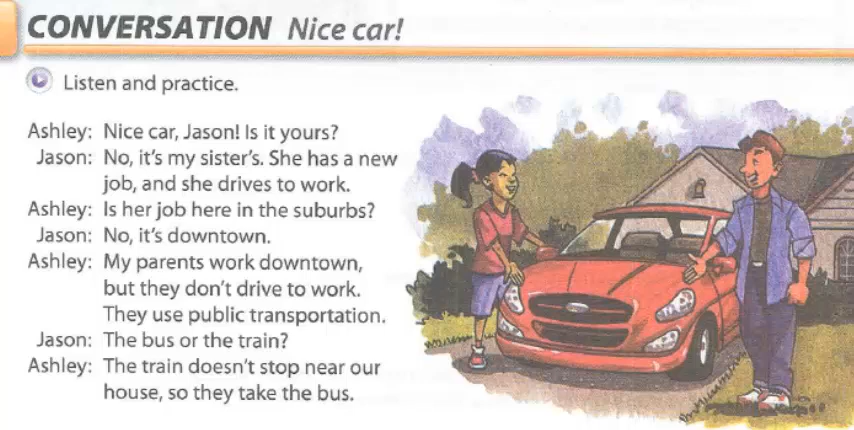 CONVERSATION Nice car!
Listen and practice.
Ashley: Nice car, Jason! Is it yours?
Jason: No, it's my sister's. She has a new
job, and she drives to work.
Ashley: Is her job here in the suburbs?
Jason: No, it's downtown.
Ashley: My parents work downtown,
but they don't drive to work.
They use public transportation.
Jason: The bus or the train?
Ashley: The train doesn't stop near our
house, so they take the bus.